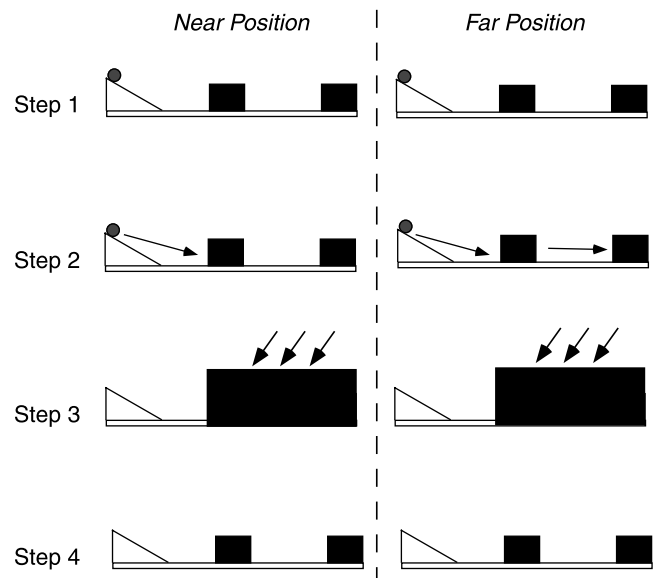 Near Position
Far Position
Step 1
Step 2
Step 3
Step 4